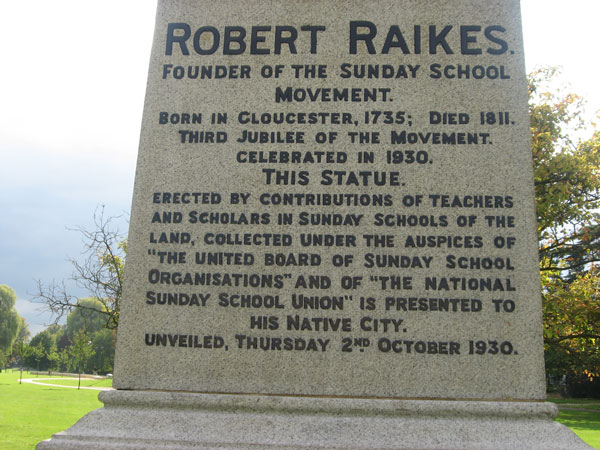 ROBERT RAIKES.
FOUNDER OF THE SUNDAY SCHOOL
MOVEMENT.
BORN IN GLOUCESTER, 1735; DIED 1811.
THIRD JUBILEE OF THE MOVEMENT.
CELEBRATED IN 1930.
THIS STATUE.
ERECTED BY CONTRIBUTIONS OF TEACHERS
AND SCHOLARS IN SUNDAY SCHOOLS OF THE
LAND, COLLECTED UNDER THE AUSPICES OF
"THE UNITED BOARD OF SUNDAY SCHOOL
ORGANISATIONS" AND OF "THE NATIONAL
SUNDAY SCHOOL UNION" IS PRESENTED TO
HIS NATIVE CITY.
UNVEILED, THURSDAY 2ND OCTOBER 1930.